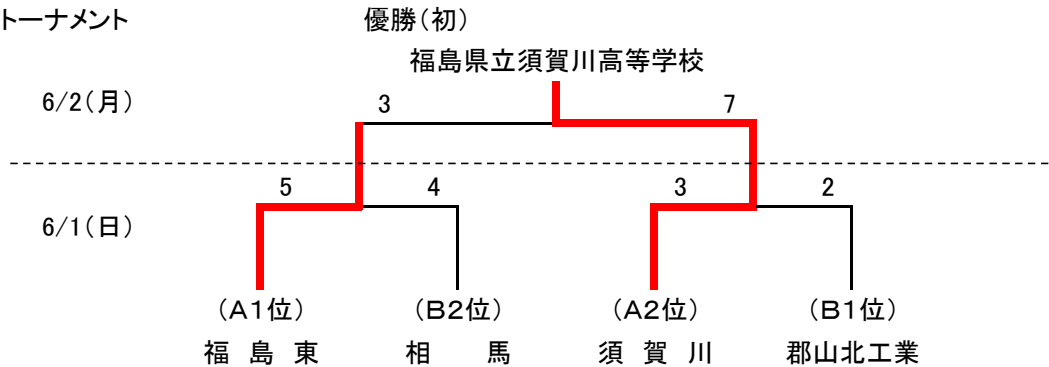 トーナメント 優勝（初）
福島県立須賀川高等学校
6/2（月） 3 7
5 4 3 2
6/1（日）
（Ａ１位） （Ｂ２位） （Ａ２位） （Ｂ１位）
福 島 東 相 馬 須 賀 川 郡山北工業